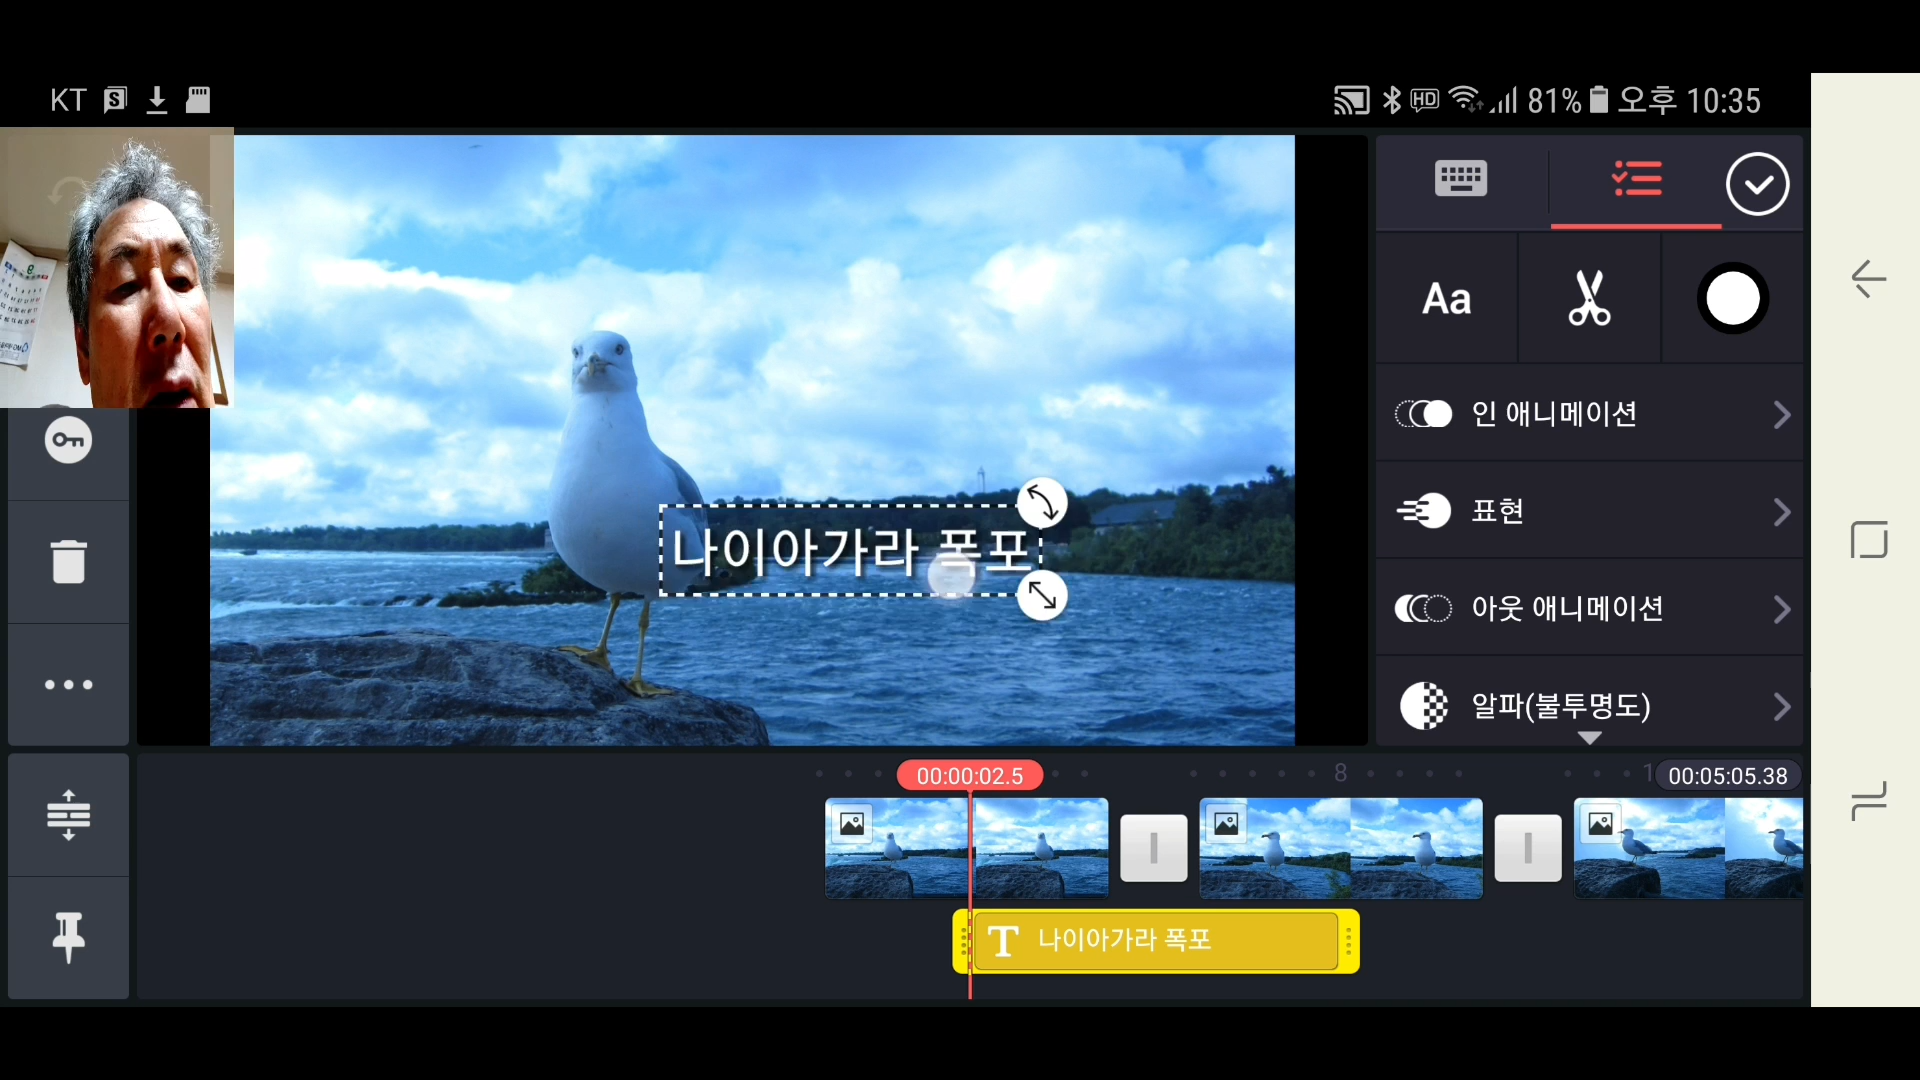 KT
HD
81%
오후 10:35
나이아가라 폭포
Aa
인 애니메이션
표현
아웃 애니메이션
알파(불투명도)
00:00:02.5
8
1
00:05:05.38
T 나이아가라 폭포